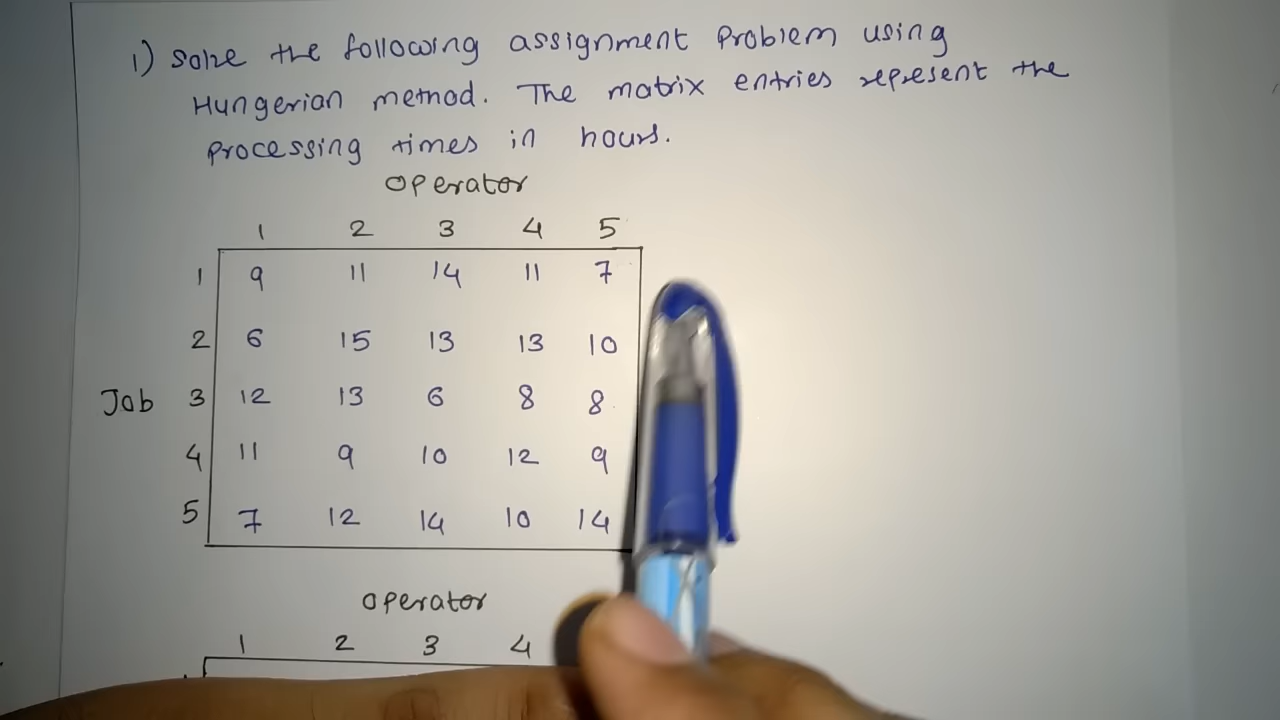 1) Solve the following assignment problem using
Hungerian method. The matrix entries represent the
processing times in hours.
Operator
1 2 3 4 5
1 9 11 14 11 7
2 6 15 13 13 10
Job 3 12 13 6 8 8
4 11 9 10 12 9
5 7 12 14 10 14
Operator
1 2 3 4